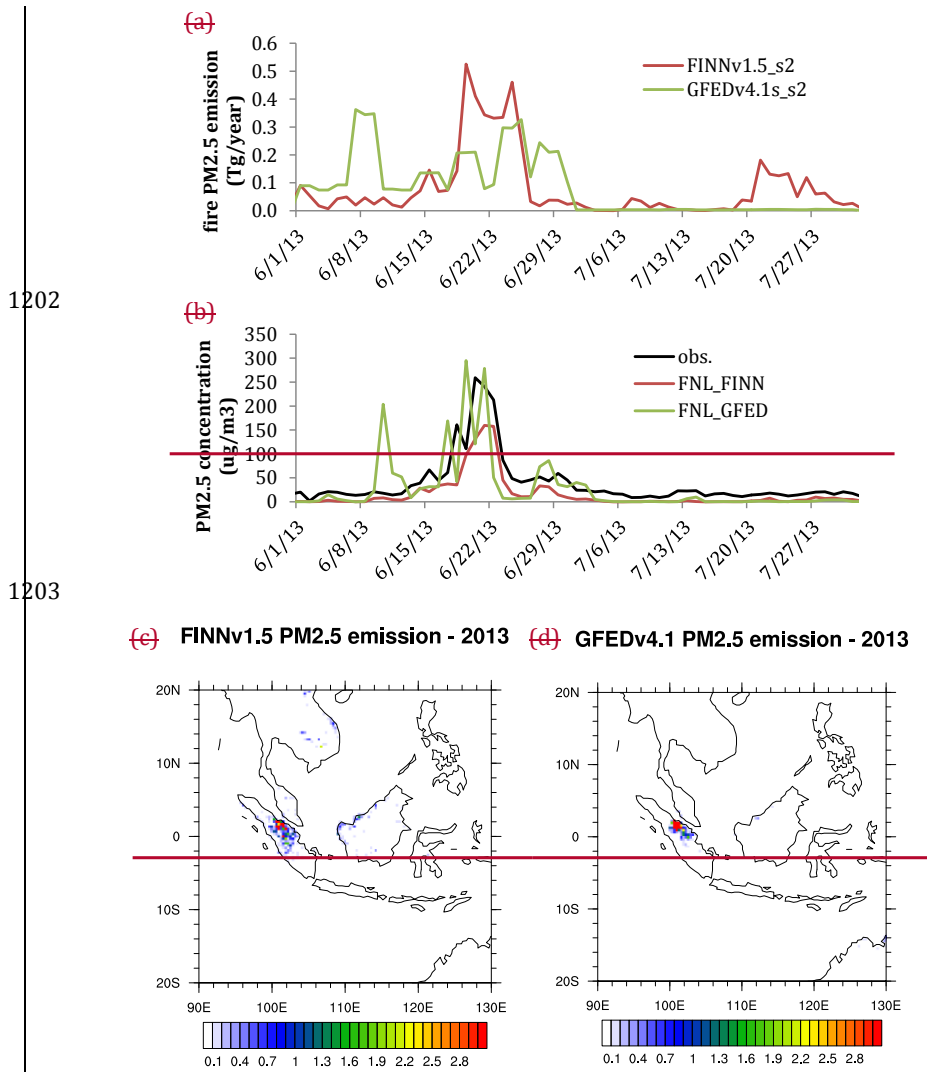 (a)
fire PM2.5 emission
(Tg/year)
0.6
0.5
0.4
0.3
0.2
0.1
0.0
FINNv1.5_s2
GFEDv4.1s_s2
6/1/13
6/8/13
6/15/13
6/22/13
6/29/13
7/6/13
7/13/13
7/20/13
7/27/13
1202
(b)
PM2.5 concentration
(ug/m3)
350
300
250
200
150
100
50
0
obs.
FNL_FINN
FNL_GFED
6/1/13
6/8/13
6/15/13
6/22/13
6/29/13
7/6/13
7/13/13
7/20/13
7/27/13
1203
(c) FINNv1.5 PM2.5 emission - 2013
20N
10N
0
10S
20S
90E 100E 110E 120E 130E
0.1 0.4 0.7 1 1.3 1.6 1.9 2.2 2.5 2.8
(d) GFEDv4.1 PM2.5 emission - 2013
20N
10N
0
10S
20S
90E 100E 110E 120E 130E
0.1 0.4 0.7 1 1.3 1.6 1.9 2.2 2.5 2.8